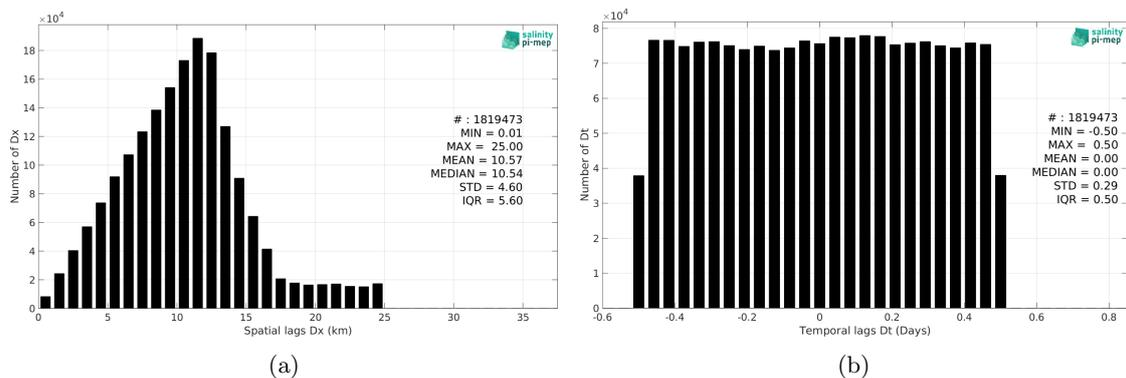 ×10⁴
18
16
14
12
10
8
6
4
2
0
Number of Dx
0 5 10 15 20 25 30 35
Spatial lags Dx (km)
salinity
pi-mep
# : 1819473
MIN = 0.01
MAX = 25.00
MEAN = 10.57
MEDIAN = 10.54
STD = 4.60
IQR = 5.60
(a)
×10⁴
8
7
6
5
4
3
2
1
0
Number of Dt
-0.6 -0.4 -0.2 0 0.2 0.4 0.6 0.8
Temporal lags Dt (Days)
salinity
pi-mep
# : 1819473
MIN = -0.50
MAX = 0.50
MEAN = 0.00
MEDIAN = 0.00
STD = 0.29
IQR = 0.50
(b)